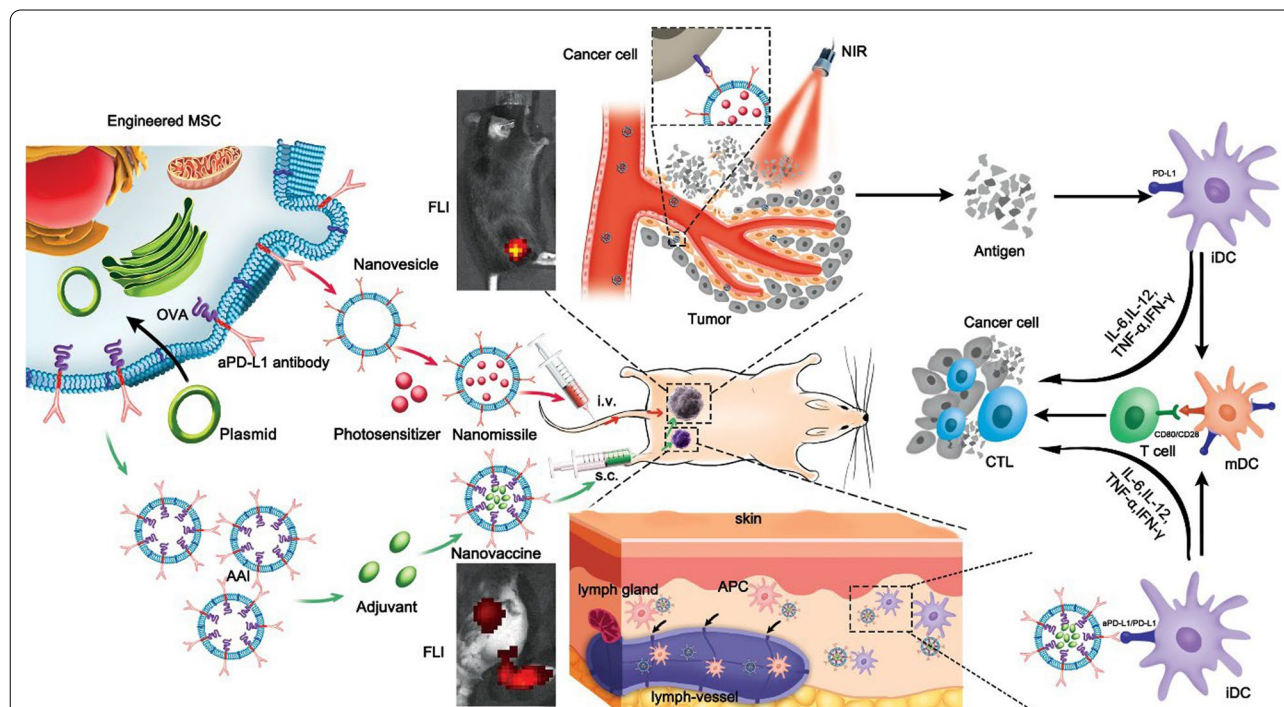 Engineered MSC
OVA
aPD-L1 antibody
Plasmid
Nanovesicle
Photosensitizer
Nanomissile
i.v.
s.c.
AAI
Adjuvant
Nanovaccine
FLI
FLI
Cancer cell
NIR
Tumor
Antigen
PD-L1
iDC
IL-6,IL-12,
TNF-α,IFN-γ
Cancer cell
CTL
T cell
CD80/CD28
mDC
IL-6,IL-12,
TNF-α,IFN-γ
skin
lymph gland
APC
lymph-vessel
aPD-L1/PD-L1
iDC